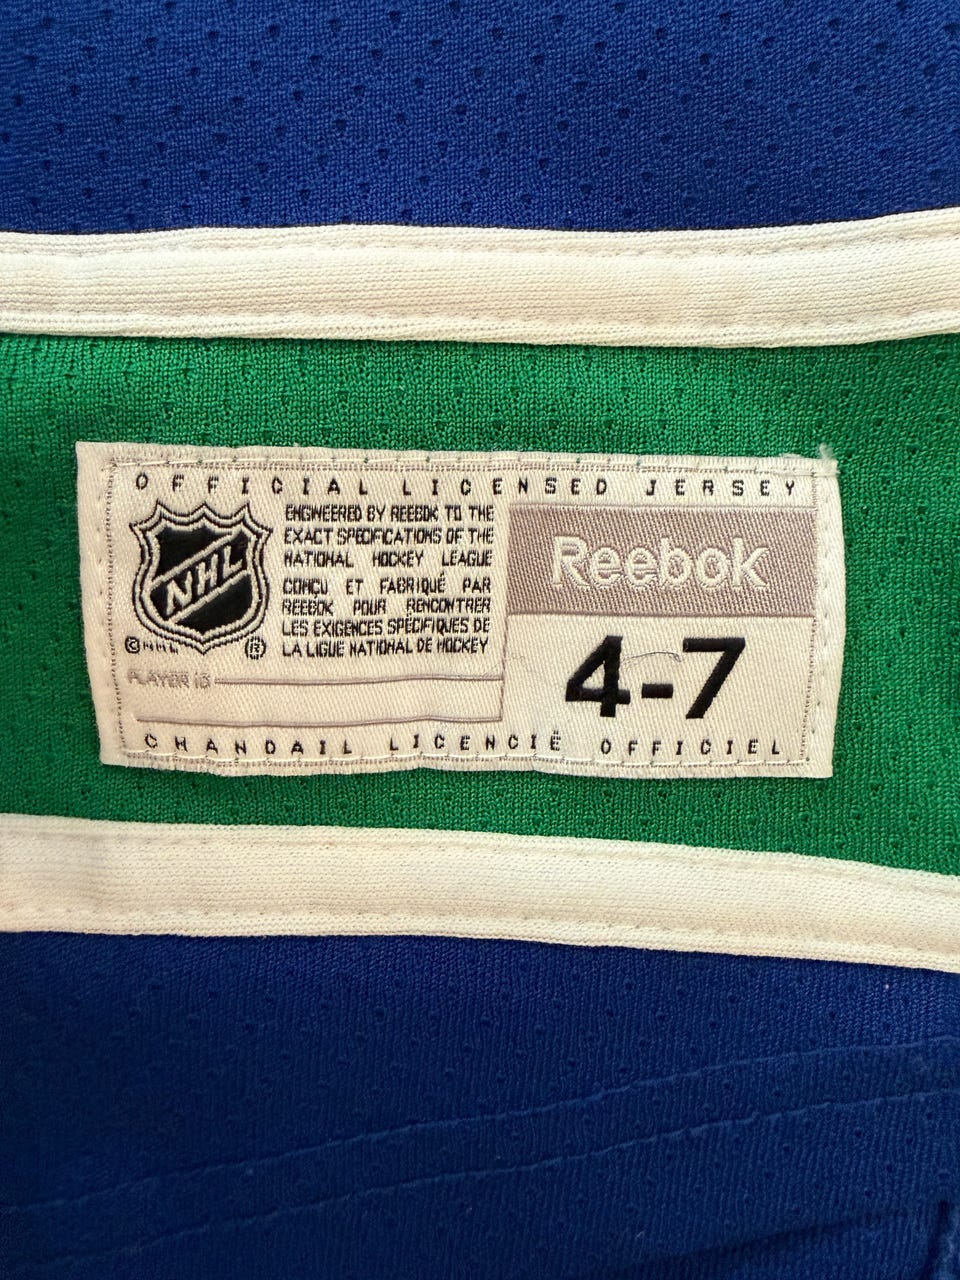 OFFICIAL LICENSED JERSEY
NHL
©NHL ®
ENGINEERED BY REEBOK TO THE
EXACT SPECIFICATIONS OF THE
NATIONAL HOCKEY LEAGUE
CONÇU ET FABRIQUÉ PAR
REEBOK POUR RENCONTRER
LES EXIGENCES SPÉCIFIQUES DE
LA LIGUE NATIONAL DE HOCKEY
PLAYER ID
Reebok
4-7
CHANDAIL LICENCIÉ OFFICIEL